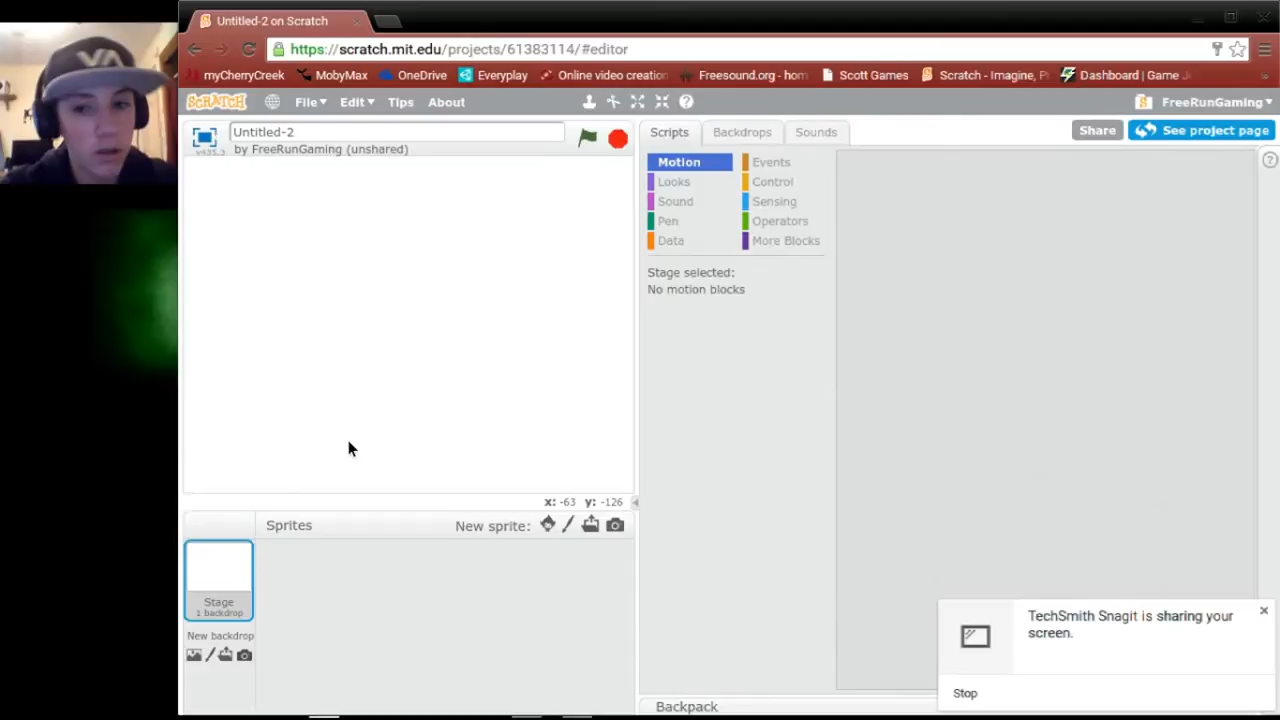 Untitled-2 on Scratch
https://scratch.mit.edu/projects/61383114/#editor
myCherryCreek MobyMax OneDrive Everyplay Online video creation Freesound.org - hom Scott Games Scratch - Imagine, P Dashboard | Game J
SCRATCH File Edit Tips About FreeRunGaming
Untitled-2
by FreeRunGaming (unshared)
Scripts Backdrops Sounds Share See project page
Motion Events
Looks Control
Sound Sensing
Pen Operators
Data More Blocks
Stage selected:
No motion blocks
x: -63 y: -126
Sprites New sprite:
Stage
1 backdrop
New backdrop
TechSmith Snagit is sharing your
screen.
Stop
Backpack